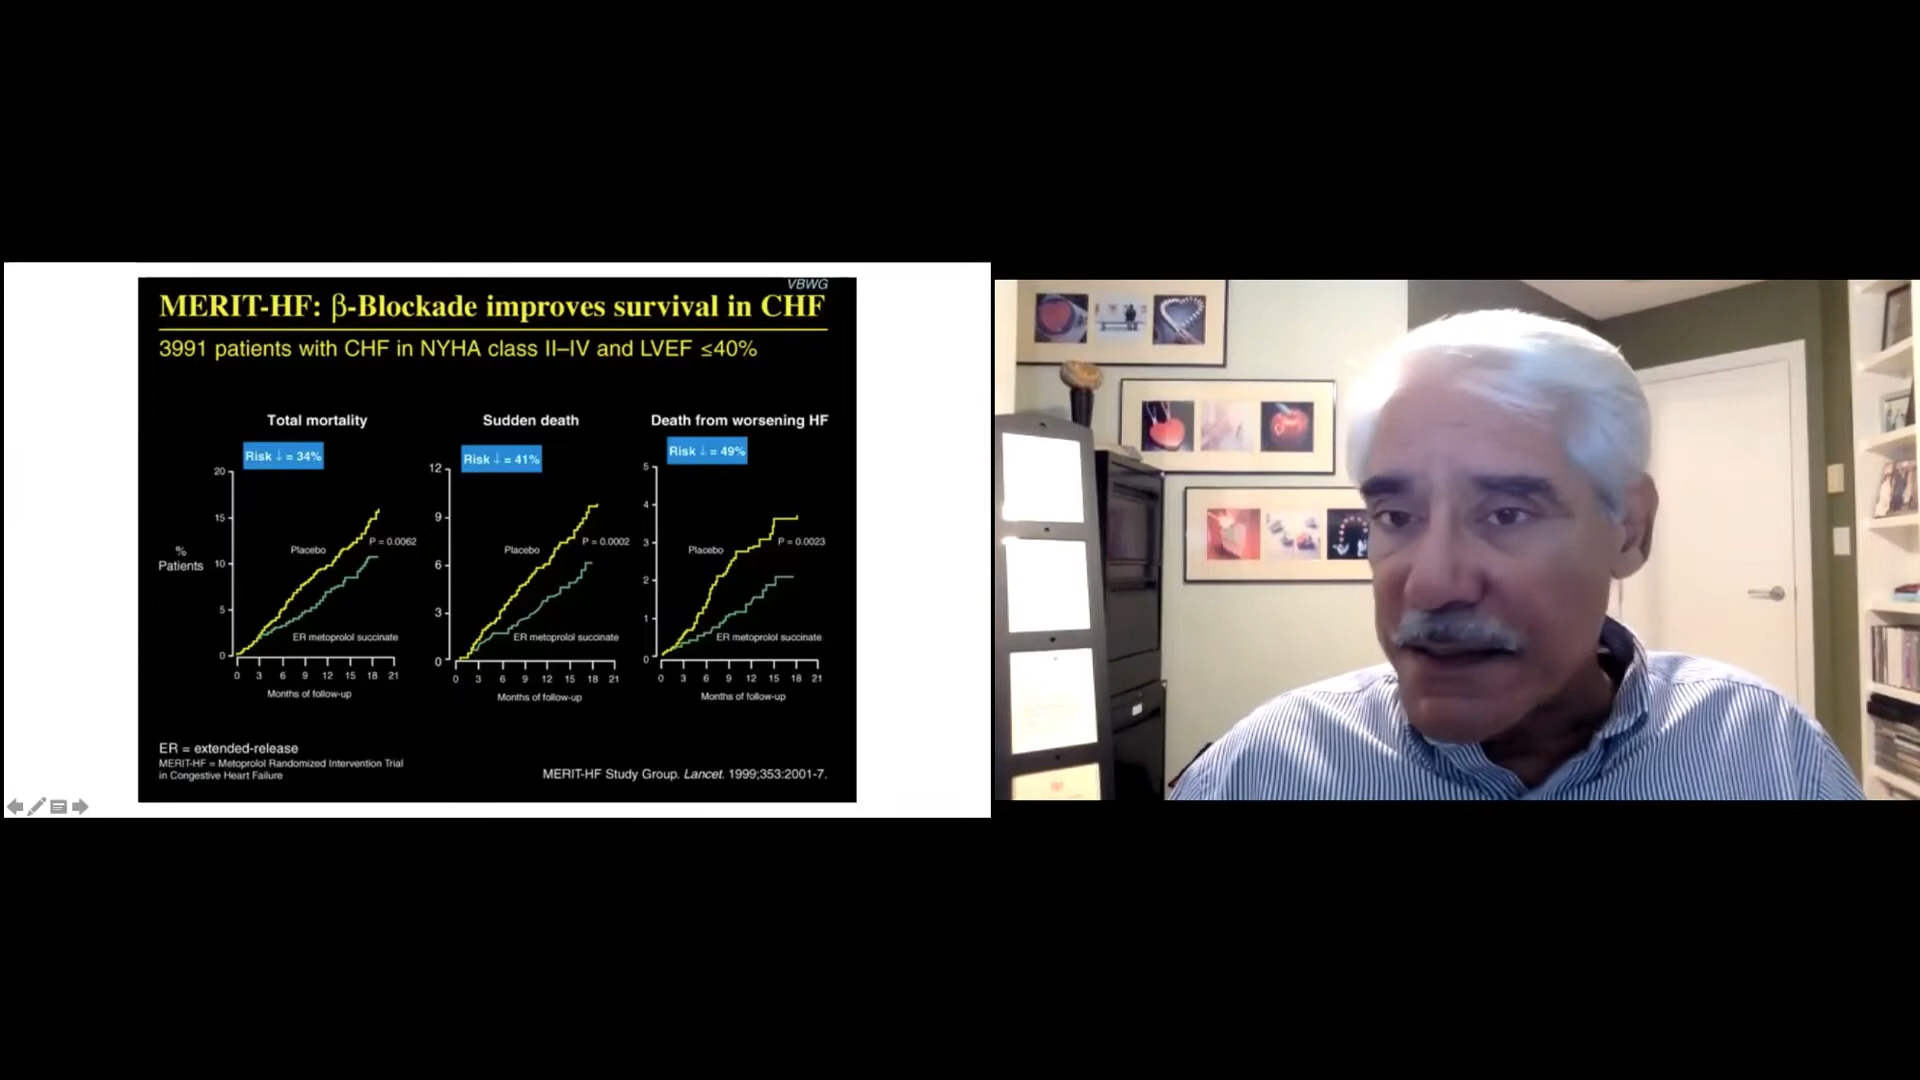 VBWG
MERIT-HF: β-Blockade improves survival in CHF
3991 patients with CHF in NYHA class II–IV and LVEF ≤40%
Total mortality
Risk ↓ = 34%
20
15
10
5
0
%
Patients
Placebo
P = 0.0062
ER metoprolol succinate
0 3 6 9 12 15 18 21
Months of follow-up
Sudden death
Risk ↓ = 41%
12
9
6
3
0
Placebo
P = 0.0002
ER metoprolol succinate
0 3 6 9 12 15 18 21
Months of follow-up
Death from worsening HF
Risk ↓ = 49%
5
4
3
2
1
0
Placebo
P = 0.0023
ER metoprolol succinate
0 3 6 9 12 15 18 21
Months of follow-up
ER = extended-release
MERIT-HF = Metoprolol Randomized Intervention Trial
in Congestive Heart Failure
MERIT-HF Study Group. Lancet. 1999;353:2001-7.